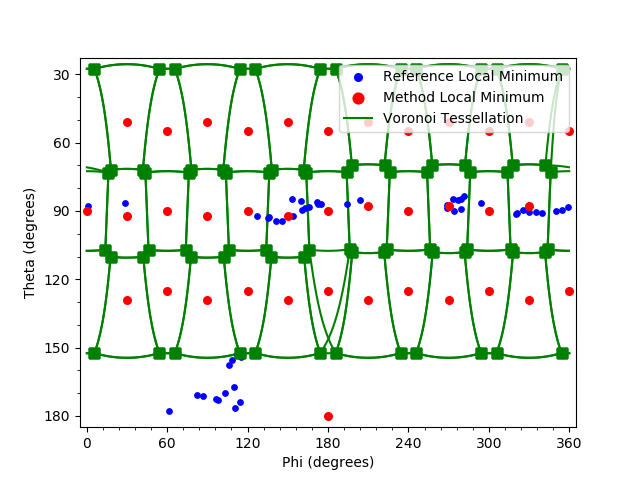 Reference Local Minimum
Method Local Minimum
Voronoi Tessellation
30
60
90
120
150
180
Theta (degrees)
0 60 120 180 240 300 360
Phi (degrees)